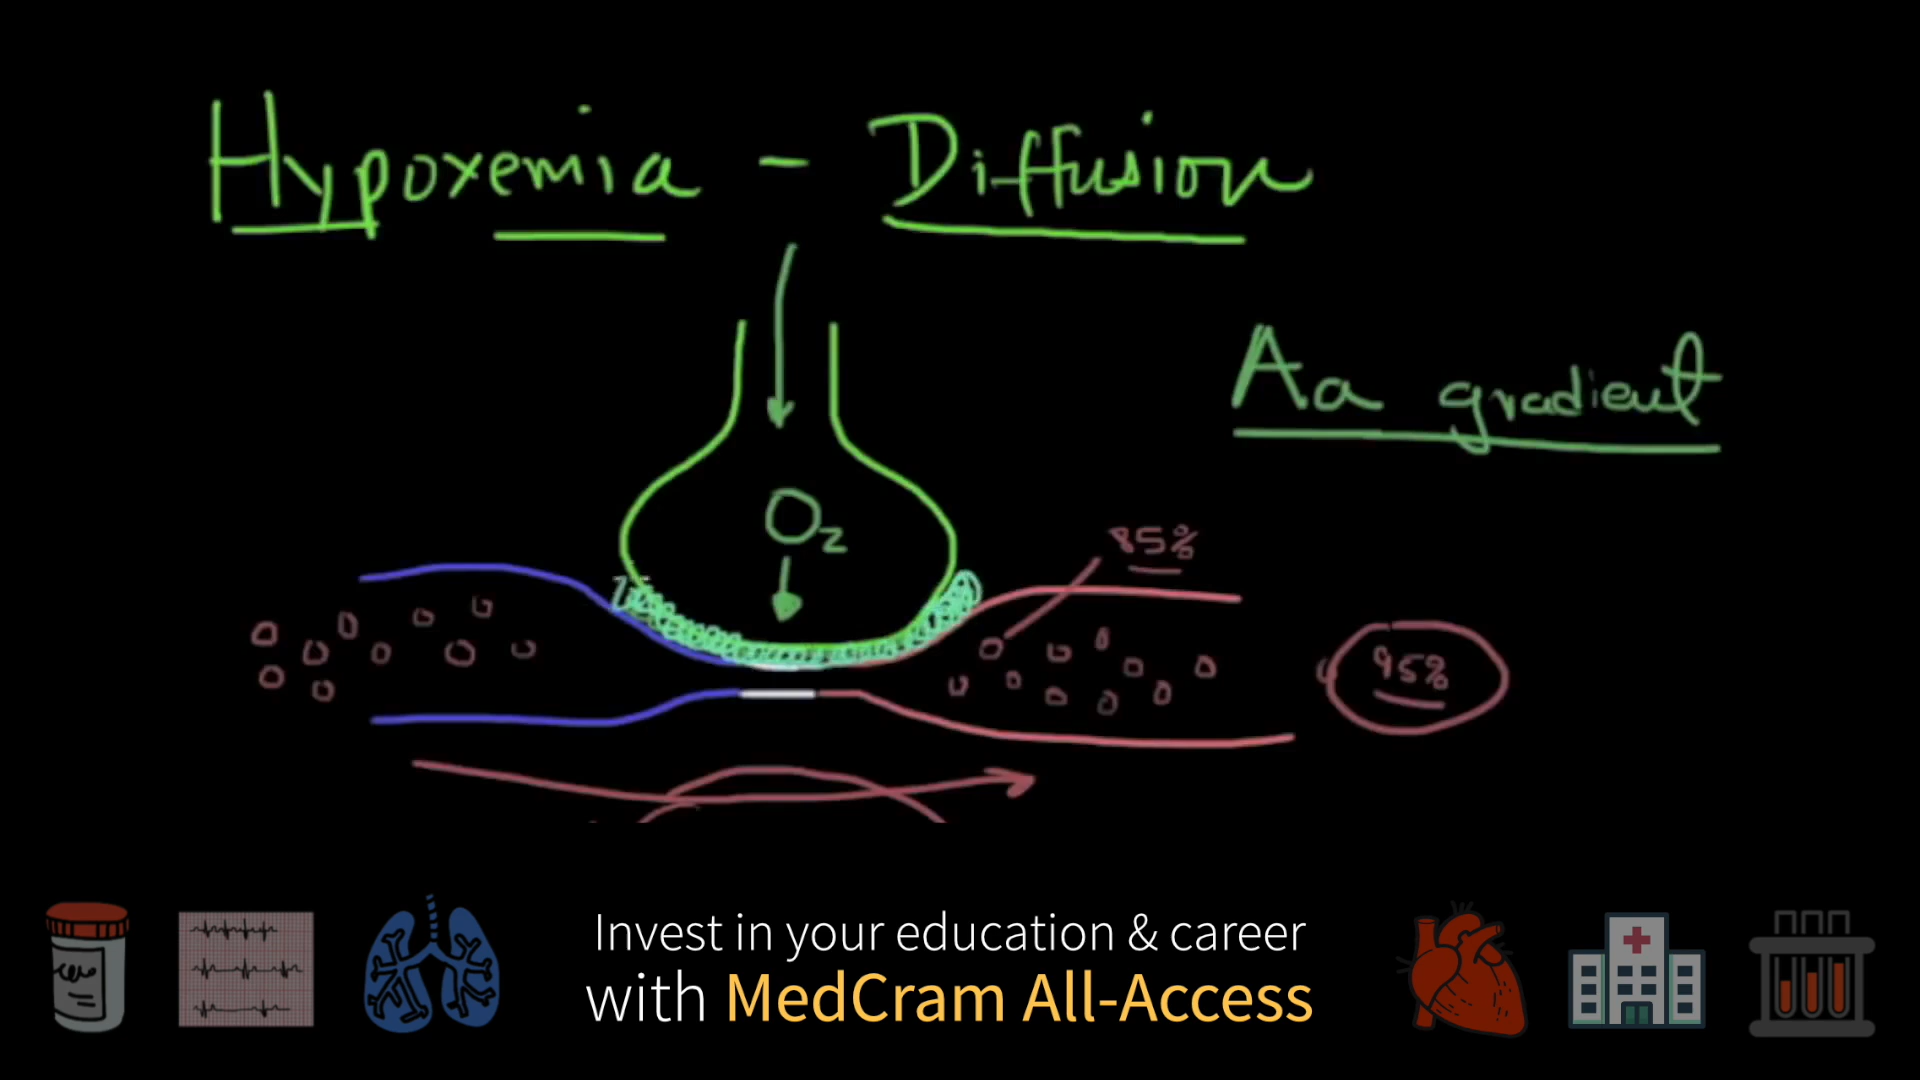 Hypoxemia - Diffusion
Aa gradient
O2
85%
95%
Invest in your education & career
with MedCram All-Access